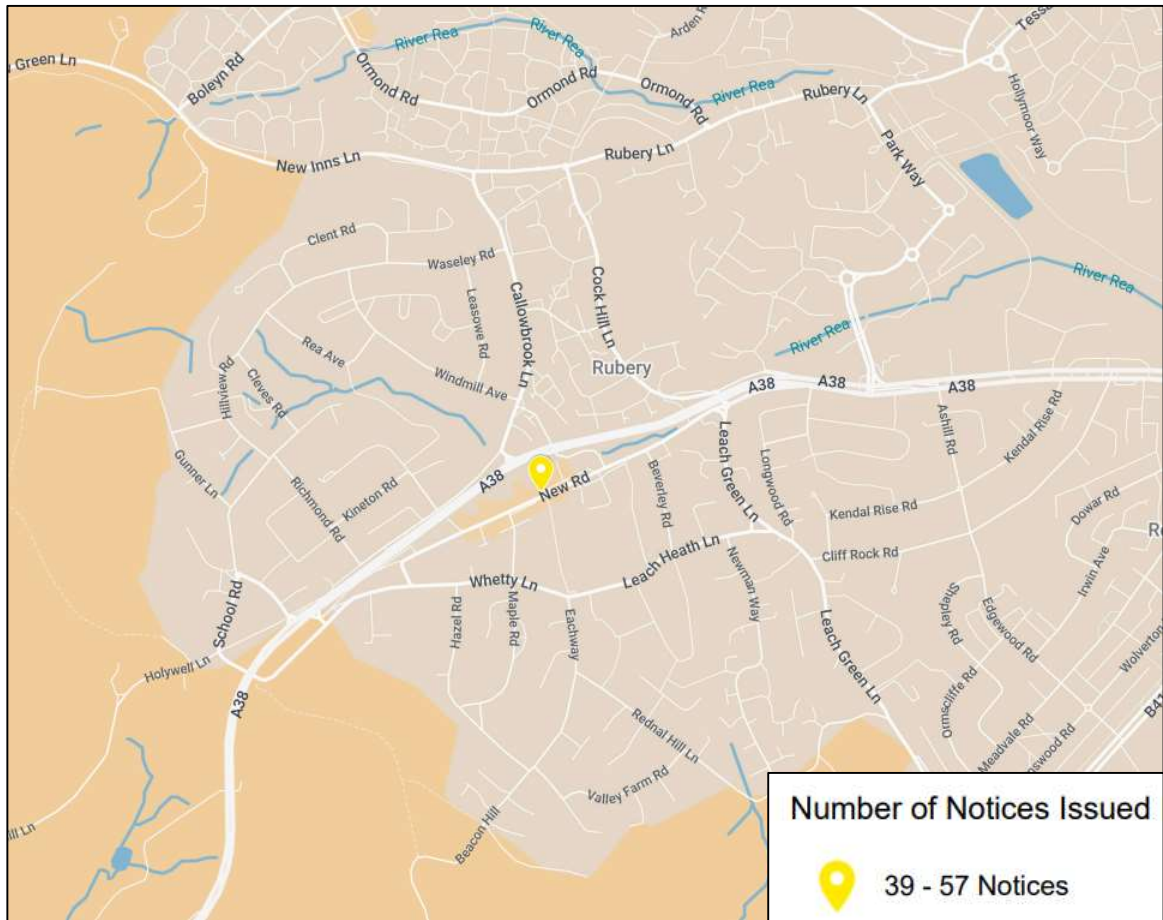 River Rea
River Rea
Arden R
Tessa
w Green Ln
Boleyn Rd
Ormond Rd
Ormond Rd
Ormond Rd
River Rea
Rubery Ln
Hollymoor Way
New Inns Ln
Rubery Ln
Park Way
Clent Rd
Waseley Rd
Leasowe Rd
Callowbrook Ln
Cock Hill Ln
River Rea
River Rea
Rea Ave
Windmill Ave
Rubery
Hillview Rd
Cleves Rd
A38
A38
A38
Ashill Rd
Kendal Rise Rd
Gunner Ln
Richmond Rd
Kineton Rd
A38
New Rd
Beverley Rd
Leach Green Ln
Longwood Rd
Kendal Rise Rd
Dowar Rd
Re
Cliff Rock Rd
Irwin Ave
Whetty Ln
Leach Heath Ln
Newman Way
School Rd
Hazel Rd
Maple Rd
Eachway
Leach Green Ln
Shepley Rd
Edgewood Rd
Wolverton
Holywell Ln
A38
Ormscliffe Rd
B41
Rednal Hill Ln
Meadvale Rd
nswood Rd
Valley Farm Rd
Beacon Hill
ill Ln
Number of Notices Issued
39 - 57 Notices